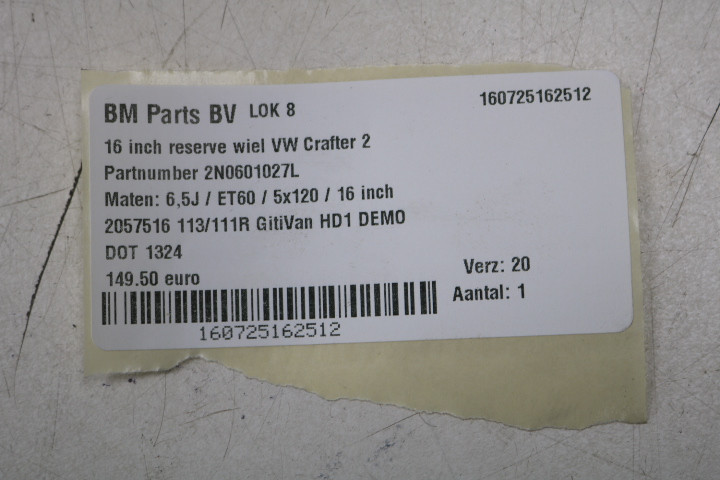 BM Parts BV LOK 8 160725162512
16 inch reserve wiel VW Crafter 2
Partnumber 2N0601027L
Maten: 6,5J / ET60 / 5x120 / 16 inch
2057516 113/111R GitiVan HD1 DEMO
DOT 1324
149.50 euro
Verz: 20
Aantal: 1
160725162512